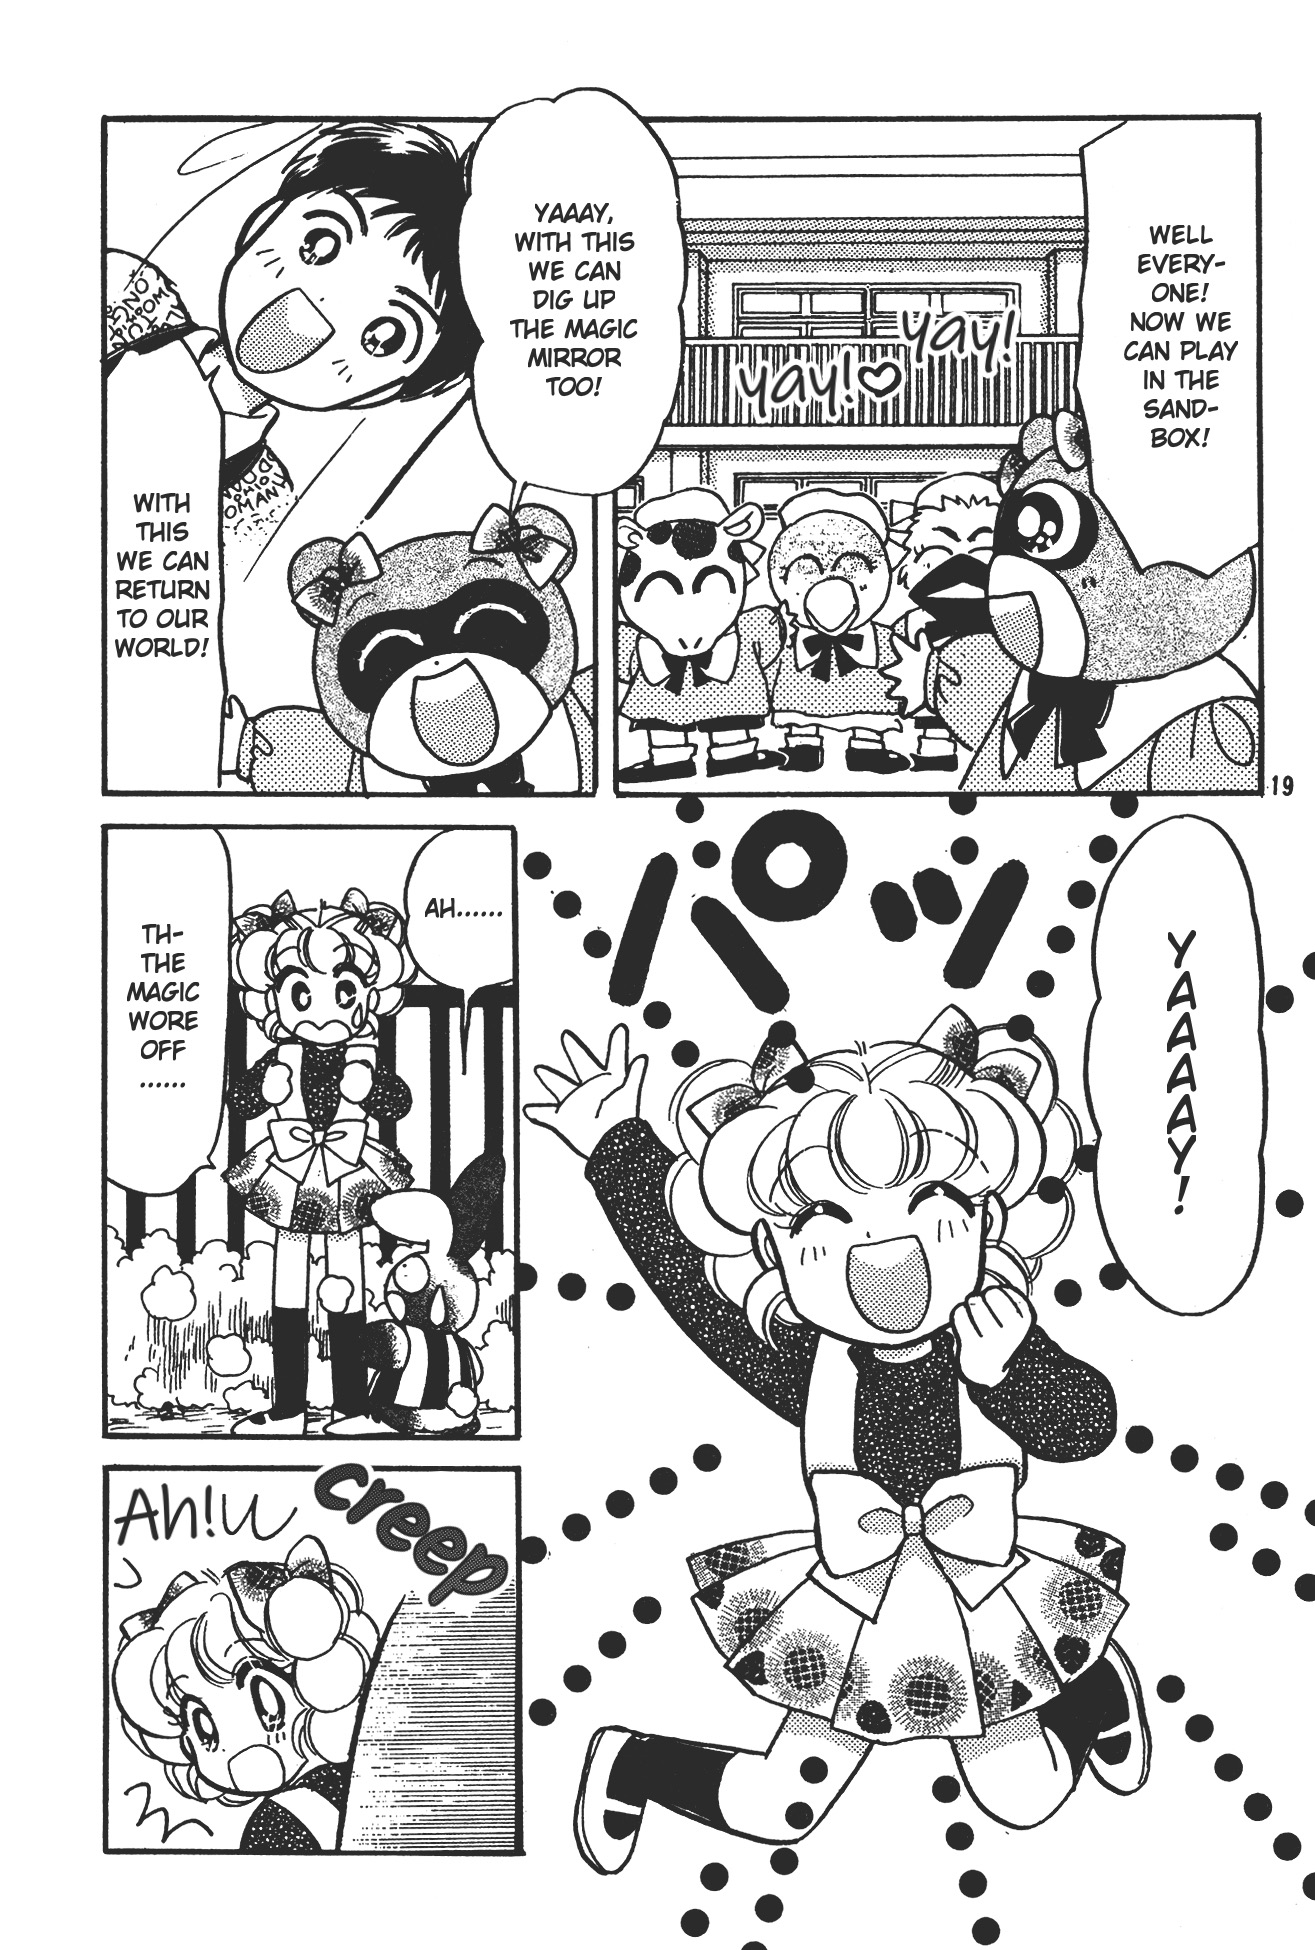 WELL
EVERY-
ONE!
NOW WE
CAN PLAY
IN THE
SAND-
BOX!
yay!
yay!♡
YAAAY,
WITH THIS
WE CAN
DIG UP
THE MAGIC
MIRROR
TOO!
WITH
THIS
WE CAN
RETURN
TO OUR
WORLD!
19
YAAAAY!
パッ
AH......
TH-
THE
MAGIC
WORE
OFF
......
creep
Ah!